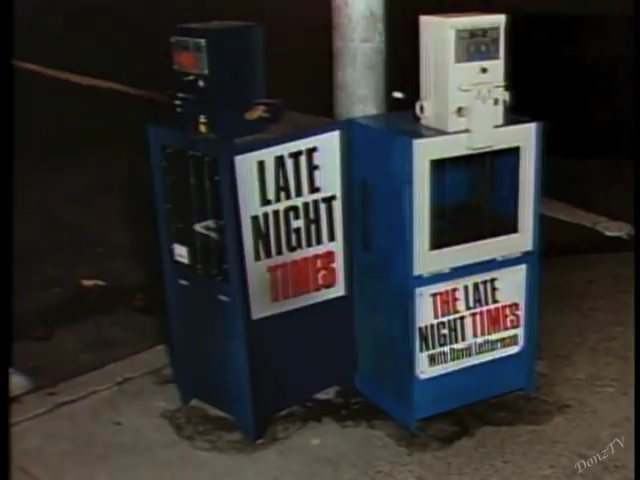 LATE
NIGHT
TIMES
THE LATE
NIGHT TIMES
With David Letterman
DonzTV